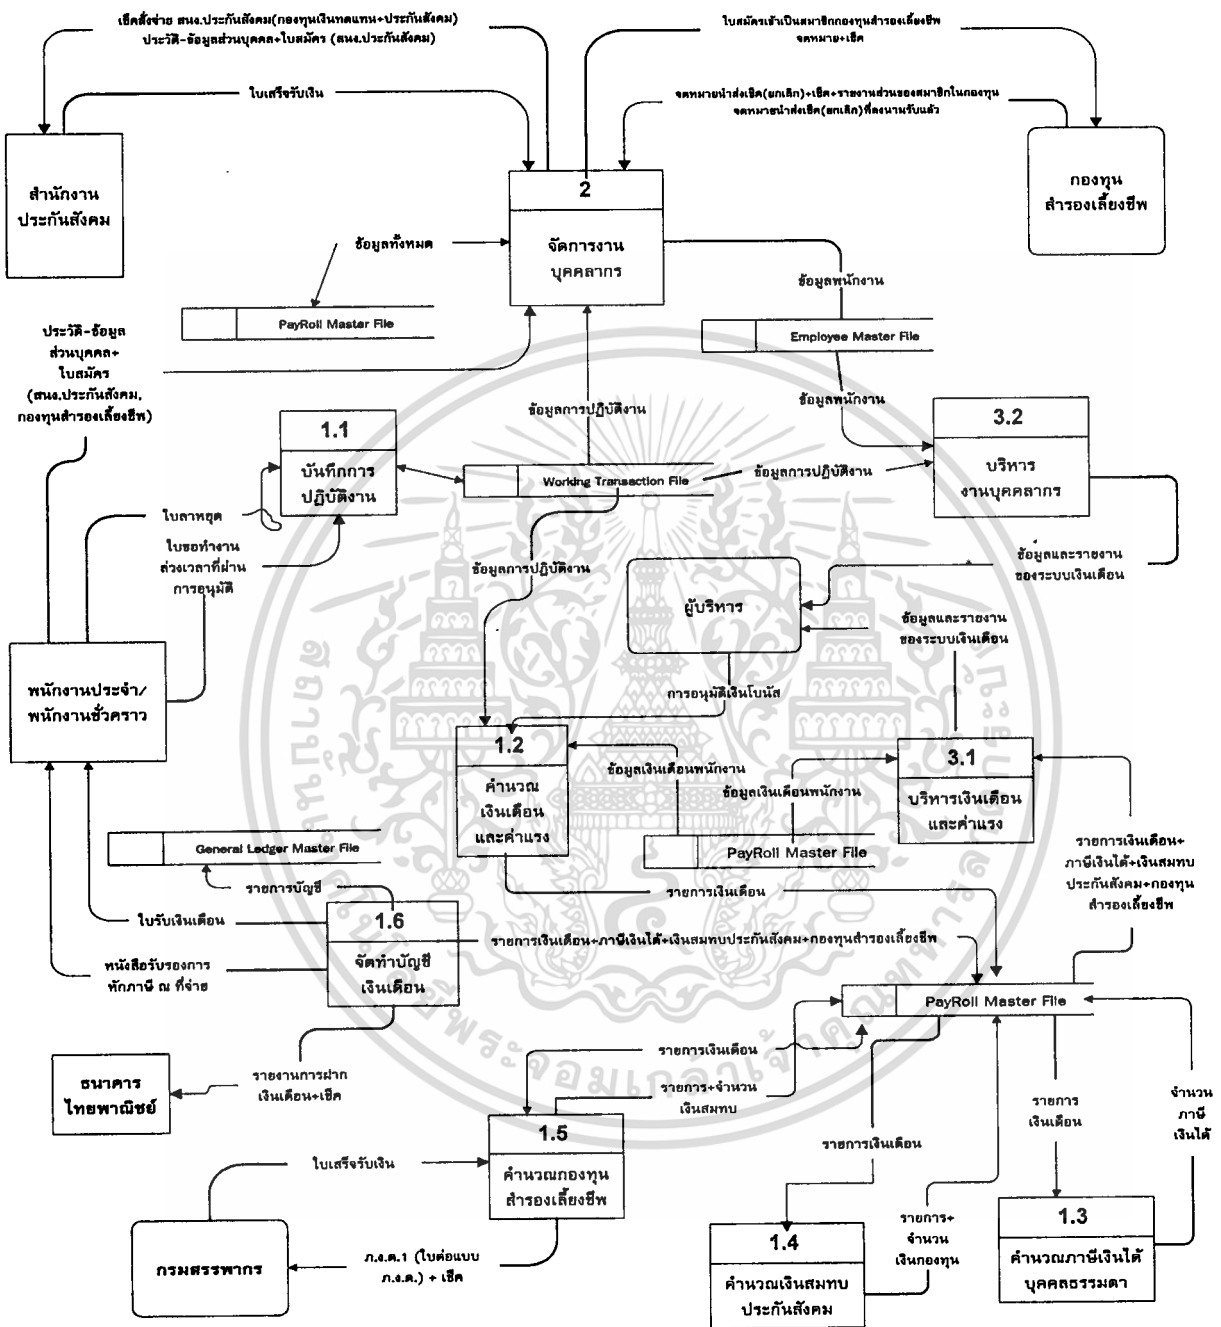 เช็คสั่งจ่าย สนง.ประกันสังคม(กองทุนเงินทดแทน+ประกันสังคม)
ประวัติ-ข้อมูลส่วนบุคคล+ใบสมัคร (สนง.ประกันสังคม)
ใบสมัครเข้าเป็นสมาชิกกองทุนสำรองเลี้ยงชีพ
จดหมาย+เช็ค
ใบเสร็จรับเงิน
จดหมายนำส่งเช็ค(ยกเลิก)+เช็ค+รายงานส่วนของสมาชิกในกองทุน
จดหมายนำส่งเช็ค(ยกเลิก)ที่ลงนามรับแล้ว
สำนักงาน
ประกันสังคม
2
จัดการงาน
บุคคลากร
กองทุน
สำรองเลี้ยงชีพ
ข้อมูลทั้งหมด
ข้อมูลพนักงาน
PayRoll Master File
Employee Master File
ประวัติ-ข้อมูล
ส่วนบุคคล+
ใบสมัคร
(สนง.ประกันสังคม,
กองทุนสำรองเลี้ยงชีพ)
ข้อมูลการปฏิบัติงาน
ข้อมูลพนักงาน
1.1
บันทึกการ
ปฏิบัติงาน
3.2
บริหาร
งานบุคคลากร
Working Transaction File
ข้อมูลการปฏิบัติงาน
ใบลาหยุด
ใบขอทำงาน
ล่วงเวลาที่ผ่าน
การอนุมัติ
ข้อมูลการปฏิบัติงาน
ข้อมูลและรายงาน
ของระบบเงินเดือน
ผู้บริหาร
ข้อมูลและรายงาน
ของระบบเงินเดือน
พนักงานประจำ/
พนักงานชั่วคราว
การอนุมัติเงินโบนัส
1.2
คำนวณ
เงินเดือน
และค่าแรง
ข้อมูลเงินเดือนพนักงาน
ข้อมูลเงินเดือนพนักงาน
3.1
บริหารเงินเดือน
และค่าแรง
General Ledger Master File
PayRoll Master File
รายการเงินเดือน+
ภาษีเงินได้+เงินสมทบ
ประกันสังคม+กองทุน
สำรองเลี้ยงชีพ
รายการบัญชี
รายการเงินเดือน
ใบรับเงินเดือน
1.6
จัดทำบัญชี
เงินเดือน
รายการเงินเดือน+ภาษีเงินได้+เงินสมทบประกันสังคม+กองทุนสำรองเลี้ยงชีพ
หนังสือรับรองการ
หักภาษี ณ ที่จ่าย
PayRoll Master File
ธนาคาร
ไทยพาณิชย์
รายงานการฝาก
เงินเดือน+เช็ค
รายการเงินเดือน
รายการ+จำนวน
เงินสมทบ
รายการ
เงินเดือน
จำนวน
ภาษี
เงินได้
1.5
คำนวณกองทุน
สำรองเลี้ยงชีพ
รายการเงินเดือน
ใบเสร็จรับเงิน
กรมสรรพากร
ภ.ง.ด.1 (ใบต่อแบบ
ภ.ง.ด.) + เช็ค
1.4
คำนวณเงินสมทบ
ประกันสังคม
รายการ+
จำนวน
เงินกองทุน
1.3
คำนวณภาษีเงินได้
บุคคลธรรมดา
สถาบันเทคโนโลยีพระจอมเกล้าเจ้าคุณทหารลาดกระบัง